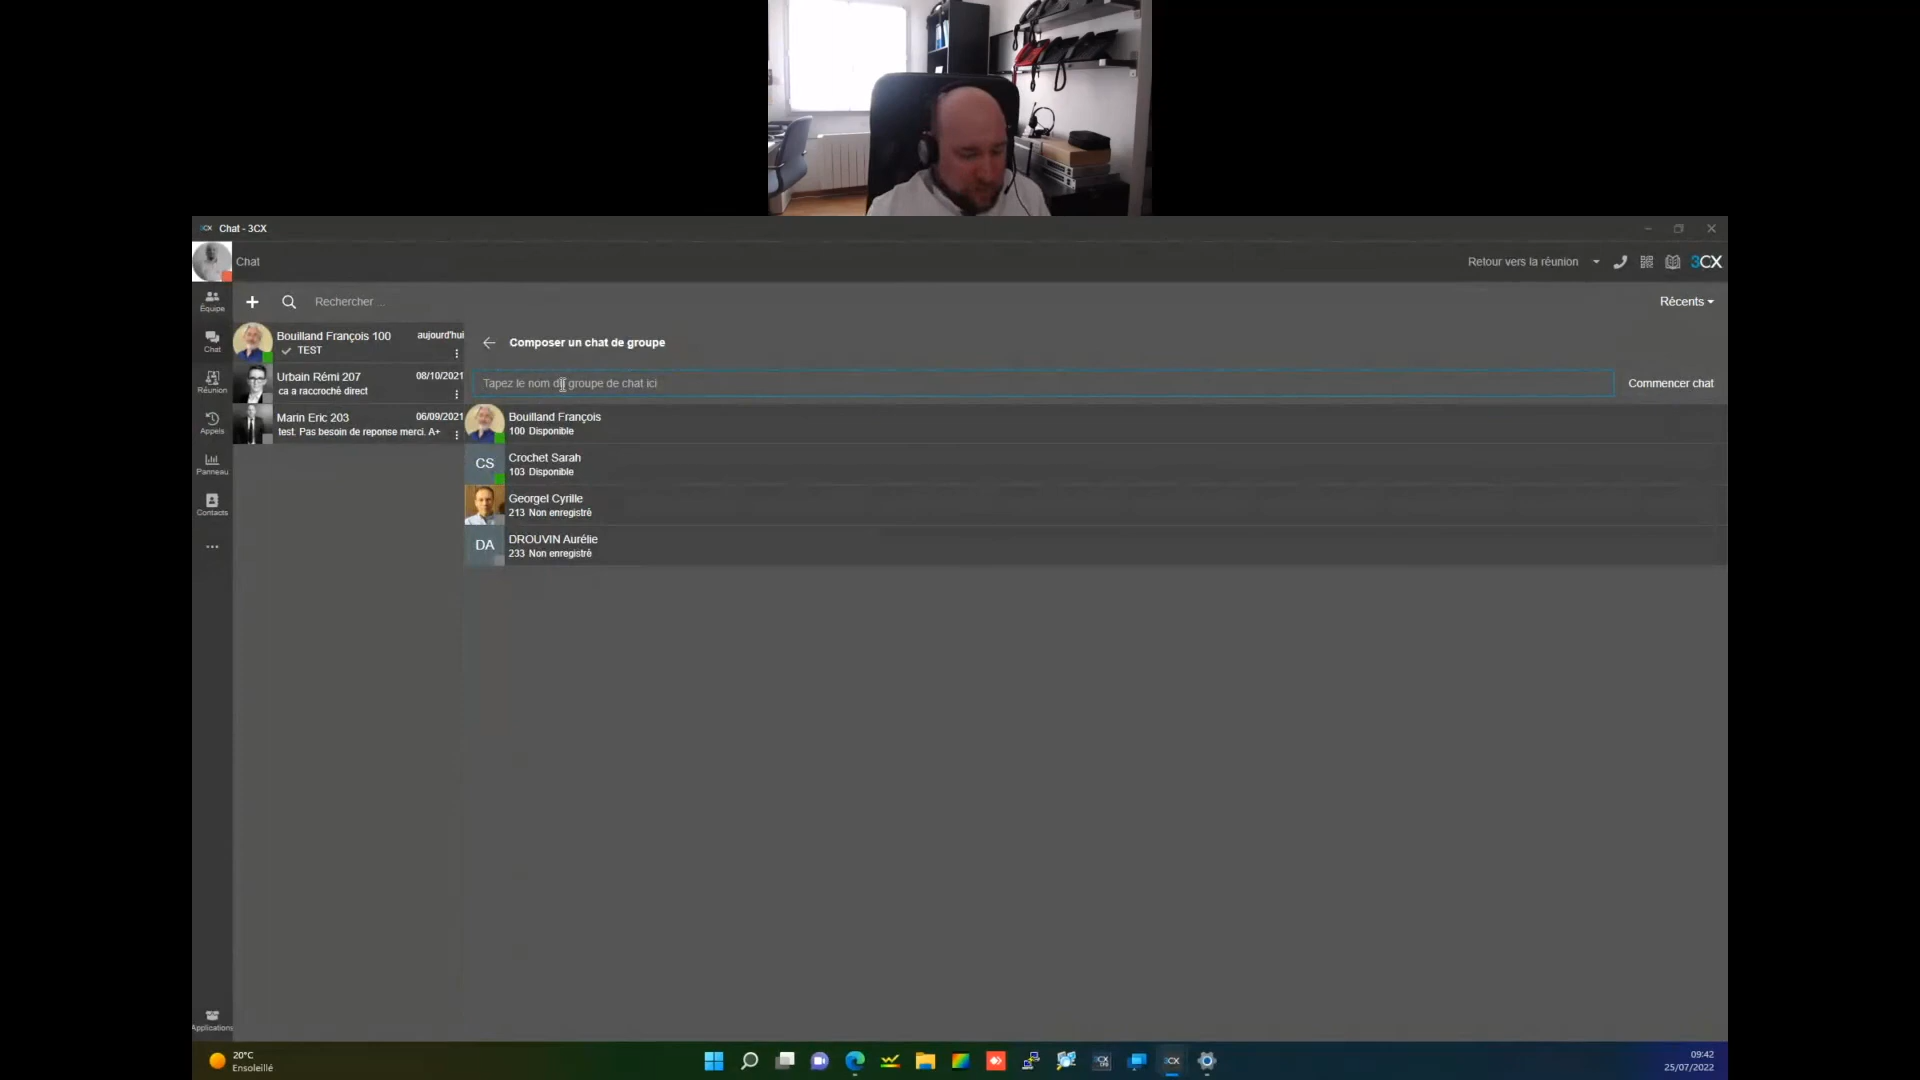 3CX Chat - 3CX
Chat
Retour vers la réunion
3CX
Rechercher ...
Récents
Équipe
Chat
Réunion
Appels
Panneau
Contacts
Applications
Bouilland François 100 aujourd'hui
TEST
Urbain Rémi 207 08/10/2021
ca a raccroché direct
Marin Eric 203 06/09/2021
test. Pas besoin de reponse merci. A+
Composer un chat de groupe
Tapez le nom du groupe de chat ici
Commencer chat
Bouilland François
100 Disponible
CS
Crochet Sarah
103 Disponible
Georgel Cyrille
213 Non enregistré
DA
DROUVIN Aurélie
233 Non enregistré
20°C
Ensoleillé
3CX
3CX
09:42
25/07/2022